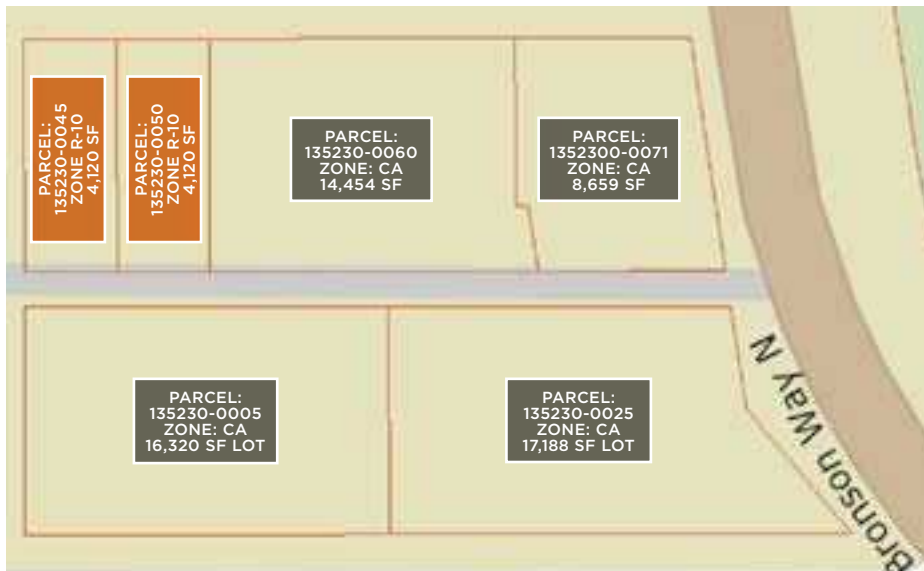 PARCEL:
135230-0045
ZONE R-10
4,120 SF
PARCEL:
135230-0050
ZONE R-10
4,120 SF
PARCEL:
135230-0060
ZONE: CA
14,454 SF
PARCEL:
1352300-0071
ZONE: CA
8,659 SF
PARCEL:
135230-0005
ZONE: CA
16,320 SF LOT
PARCEL:
135230-0025
ZONE: CA
17,188 SF LOT
Bronson Way N